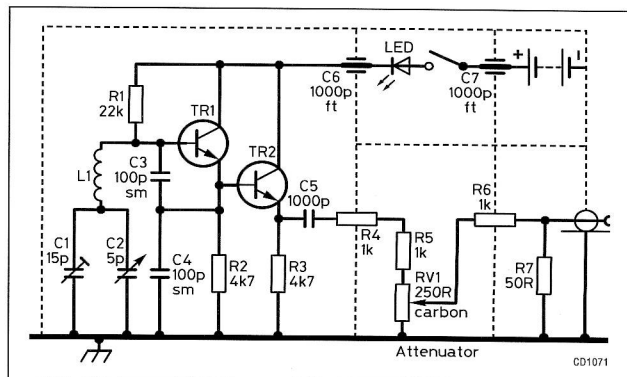 C6
1000p
ft
LED
C7
1000p
ft
+
-
R1
22k
TR1
TR2
L1
C3
100p
sm
C5
1000p
R6
1k
R4
1k
R5
1k
C1
15p
C2
5p
C4
100p
sm
R2
4k7
R3
4k7
RV1
250R
carbon
R7
50R
Attenuator
CD1071